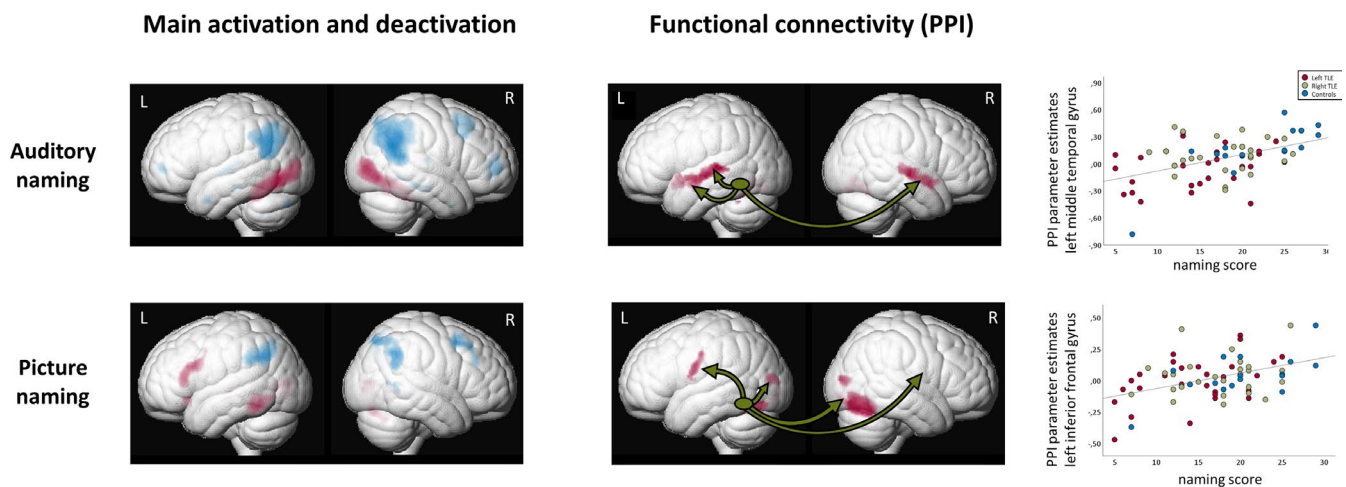 Main activation and deactivation
Functional connectivity (PPI)
Auditory
naming
L
R
L
R
PPI parameter estimates
left middle temporal gyrus
,90
,60
,30
,00
-,30
-,60
-,90
5
10
15
20
25
30
naming score
Left TLE
Right TLE
Controls
Picture
naming
L
R
L
R
PPI parameter estimates
left inferior frontal gyrus
,50
,25
,00
-,25
,50
5
10
15
20
25
30
naming score